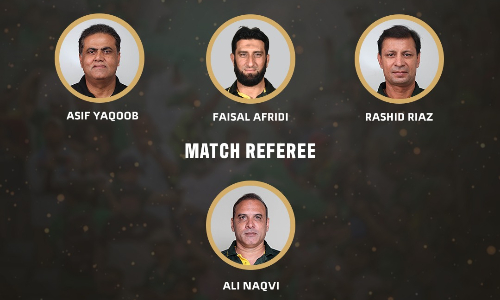 ASIF YAQOOB
FAISAL AFRIDI
RASHID RIAZ
MATCH REFEREE
ALI NAQVI